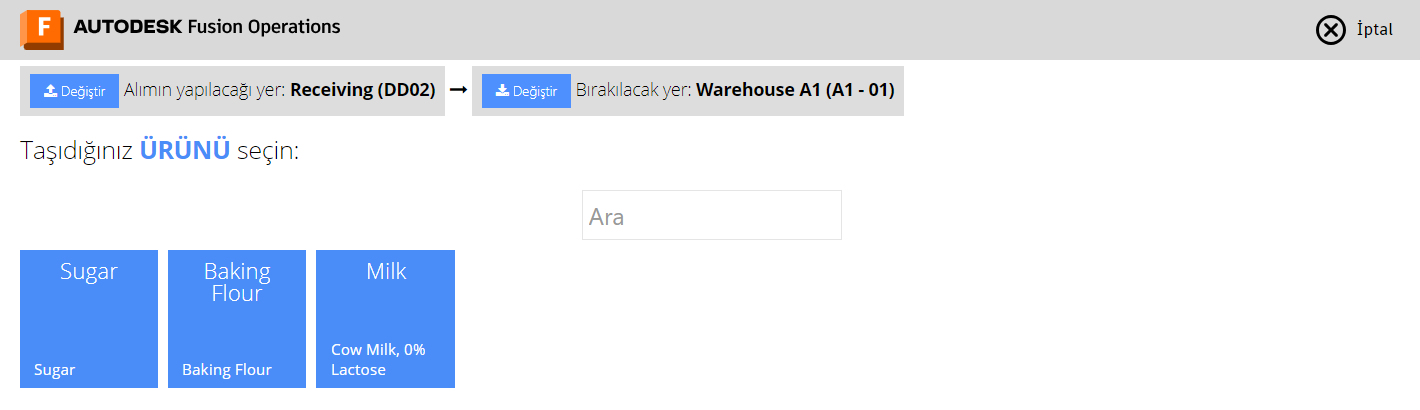 AUTODESK Fusion Operations
İptal
Değiştir Alımın yapılacağı yer: Receiving (DD02) → Değiştir Bırakılacak yer: Warehouse A1 (A1 - 01)
Taşıdığınız ÜRÜNÜ seçin:
Ara
Sugar
Sugar
Baking
Flour
Baking Flour
Milk
Cow Milk, 0%
Lactose